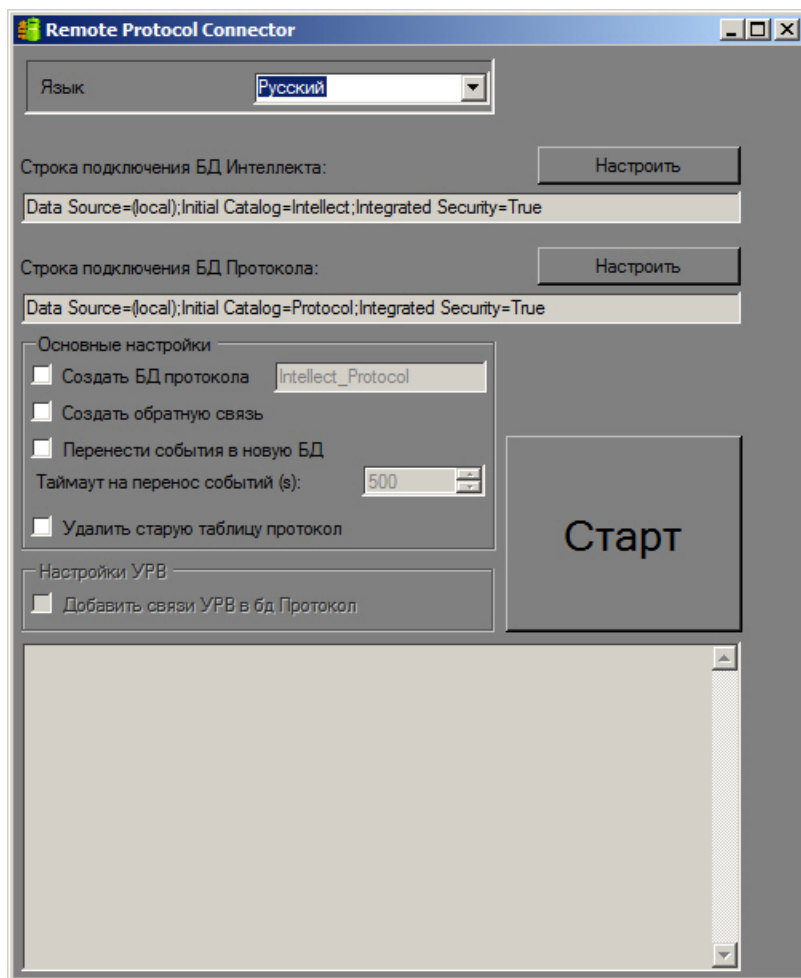 Remote Protocol Connector
Язык
Русский
Строка подключения БД Интеллекта:
Настроить
Data Source=(local);Initial Catalog=Intellect;Integrated Security=True
Строка подключения БД Протокола:
Настроить
Data Source=(local);Initial Catalog=Protocol;Integrated Security=True
Основные настройки
Создать БД протокола
Intellect_Protocol
Создать обратную связь
Перенести события в новую БД
Таймаут на перенос событий (s):
500
Удалить старую таблицу протокол
Старт
Настройки УРВ
Добавить связи УРВ в бд Протокол